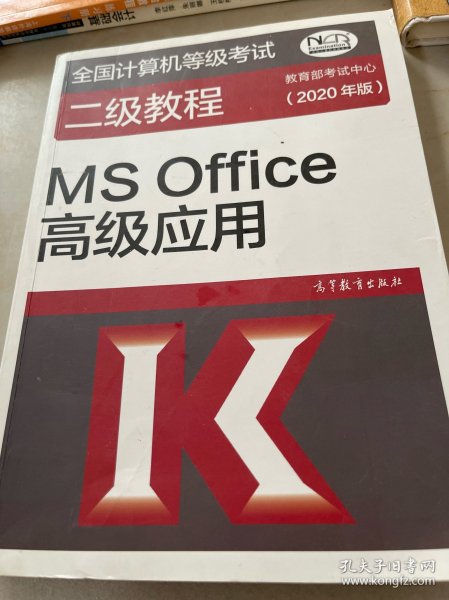 全国计算机等级考试
NCR
Examination
二级教程
教育部考试中心
（2020年版）
MS Office
高级应用
高等教育出版社
K
孔夫子旧书网
www.kongfz.com